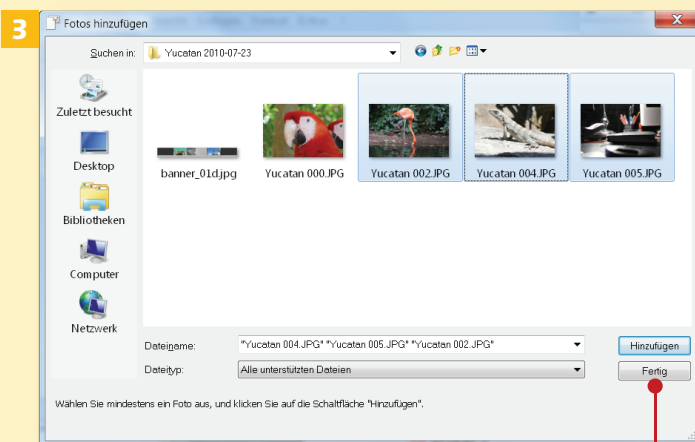 3
Fotos hinzufügen
Suchen in:
Yucatan 2010-07-23
Zuletzt besucht
Desktop
Bibliotheken
Computer
Netzwerk
banner_01d.jpg
Yucatan 000.JPG
Yucatan 002.JPG
Yucatan 004.JPG
Yucatan 005.JPG
Dateiname:
"Yucatan 004.JPG" "Yucatan 005.JPG" "Yucatan 002.JPG"
Hinzufügen
Dateityp:
Alle unterstützten Dateien
Fertig
Wählen Sie mindestens ein Foto aus, und klicken Sie auf die Schaltfläche "Hinzufügen".